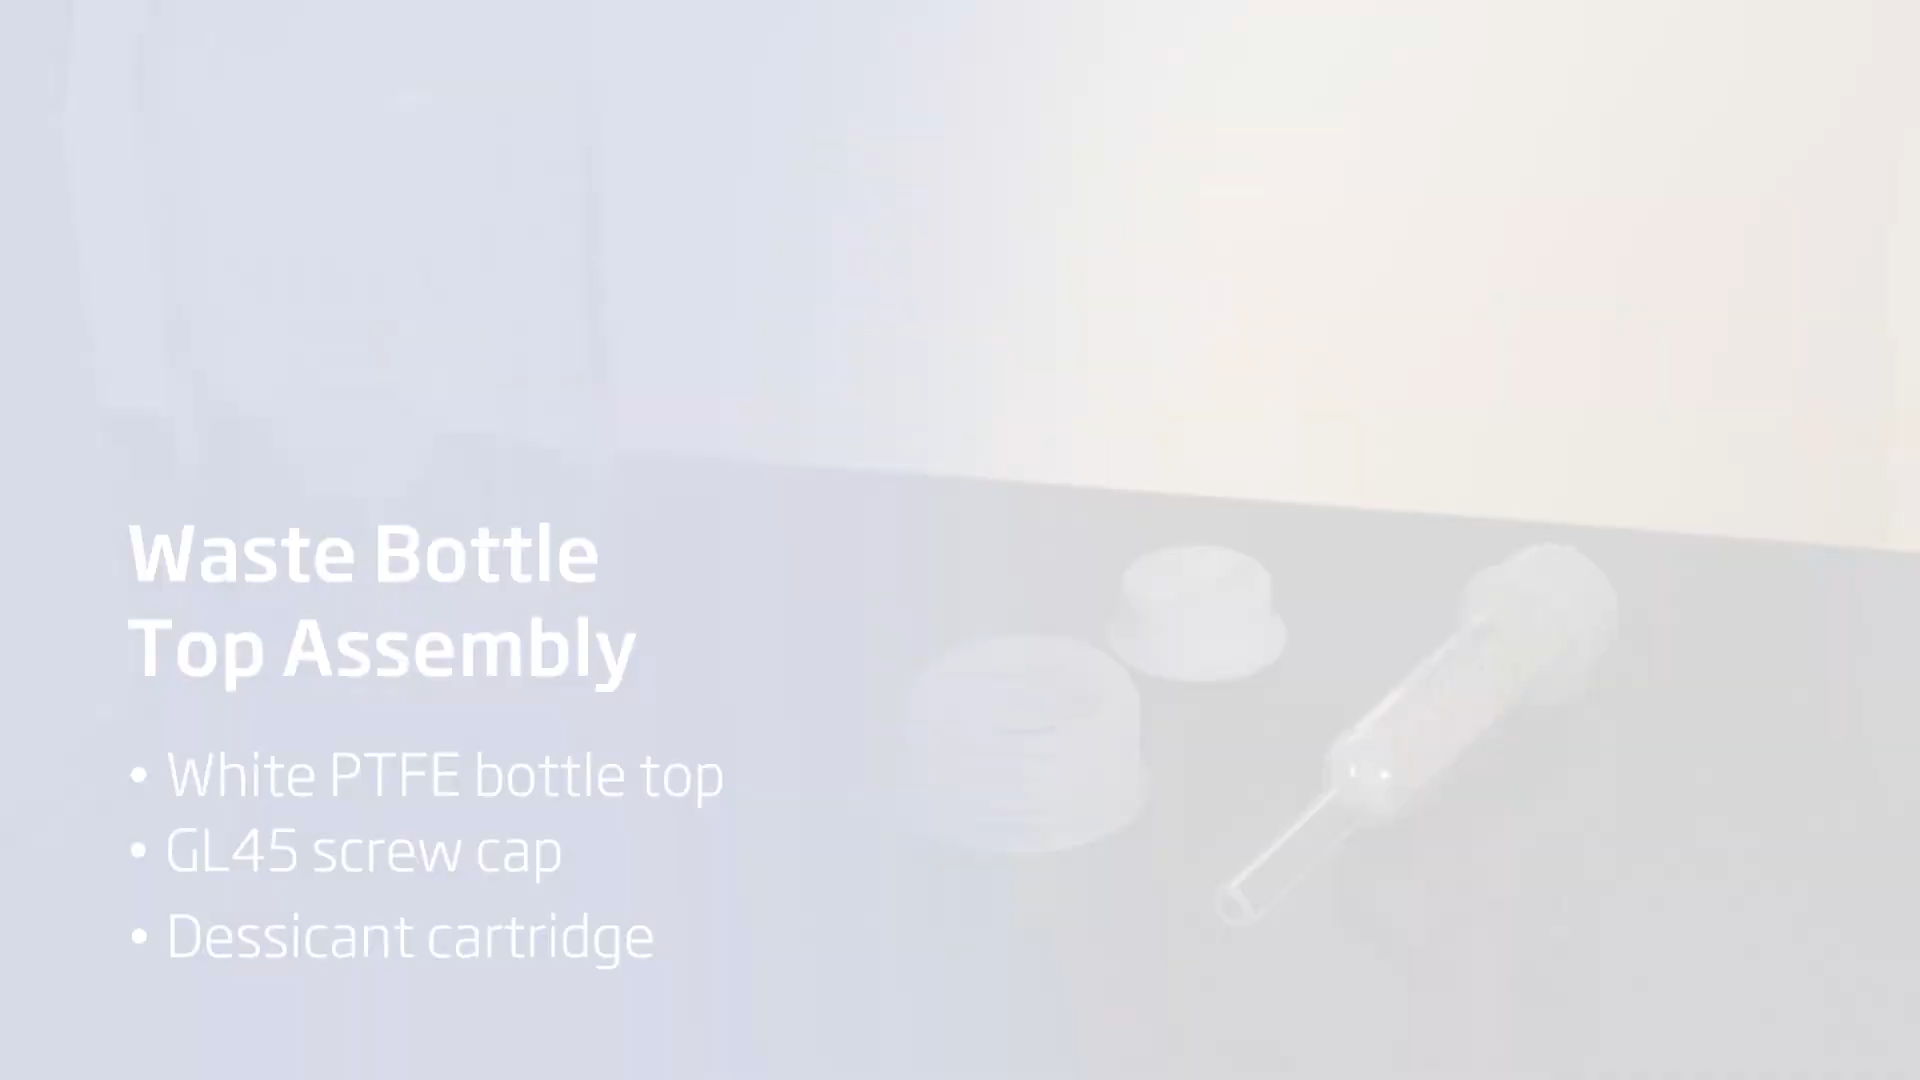 Waste Bottle
Top Assembly
• White PTFE bottle top
• GL45 screw cap
• Dessicant cartridge